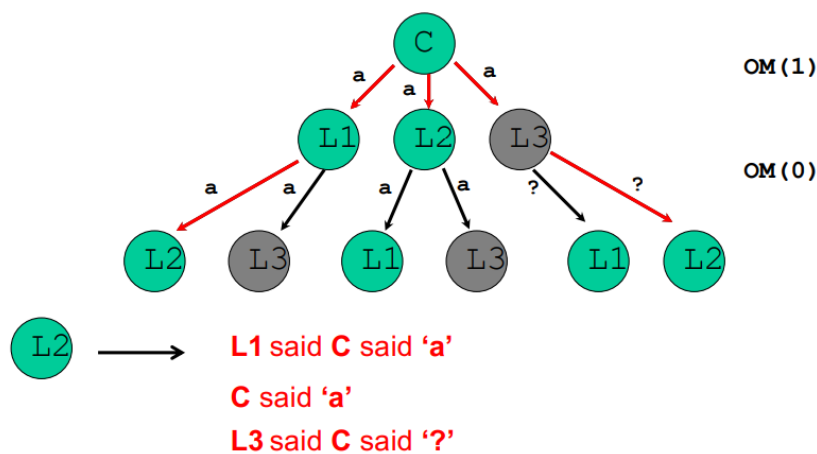 C
OM(1)
a a a
L1 L2 L3
OM(0)
a a a a ? ?
L2 L3 L1 L3 L1 L2
L2
L1 said C said ‘a’
C said ‘a’
L3 said C said ‘?’